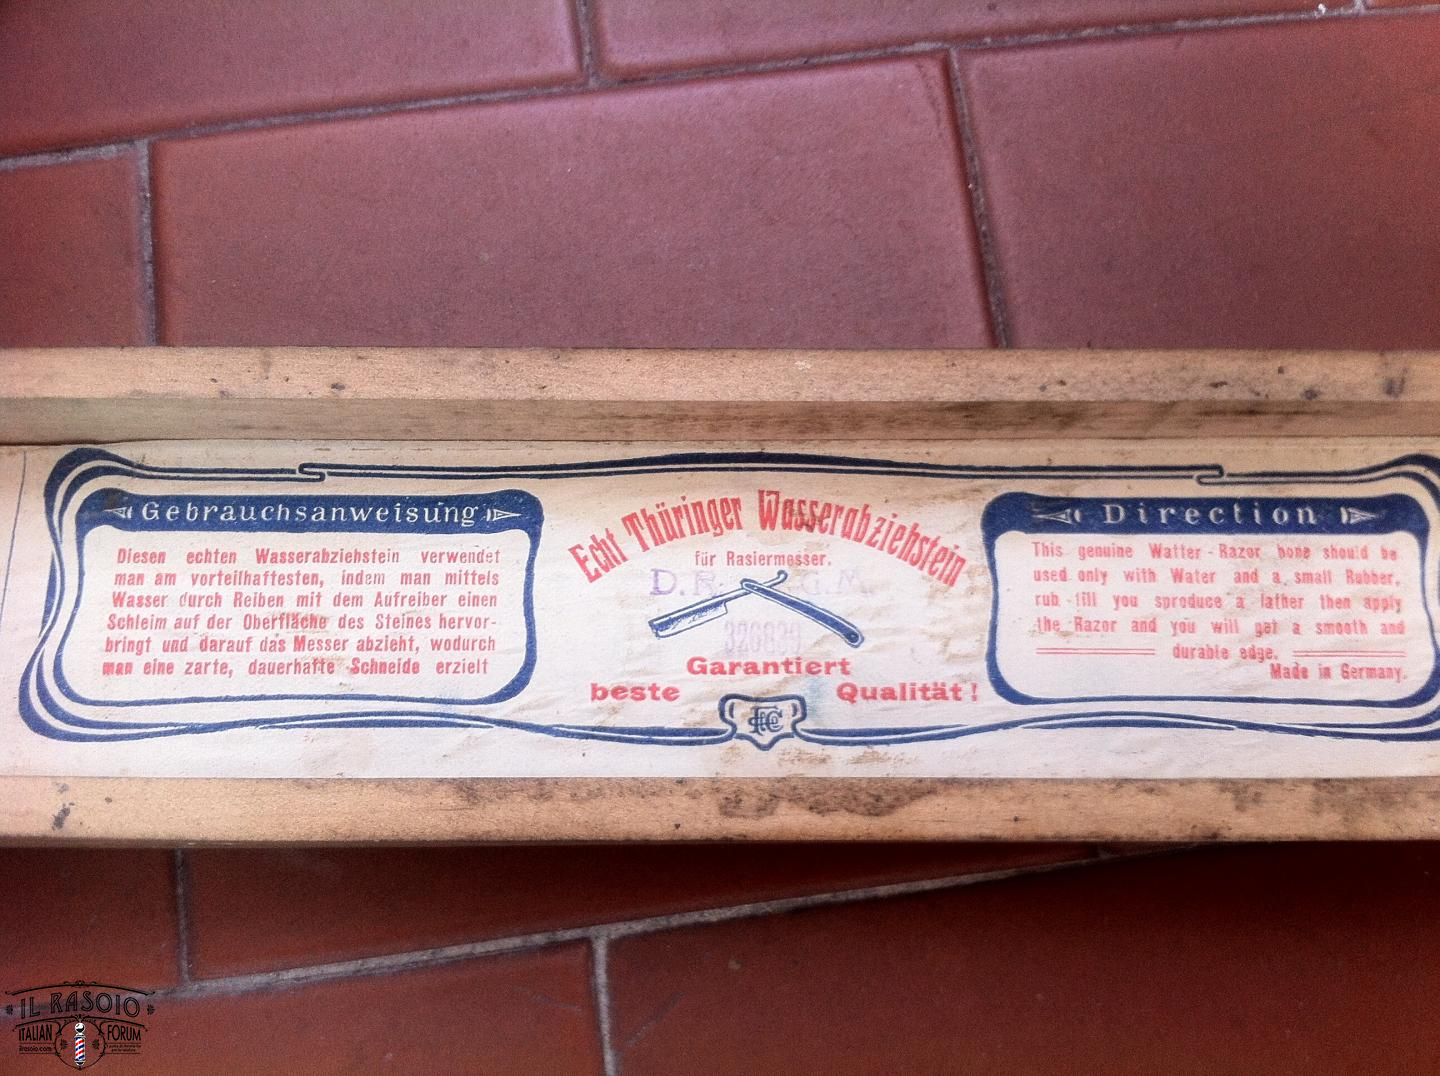 Gebrauchsanweisung
Diesen echten Wasserabziehstein verwendet
man am vorteilhaftesten, indem man mittels
Wasser durch Reiben mit dem Aufreiber einen
Schleim auf der Oberfläche des Steines hervor-
bringt und darauf das Messer abzieht, wodurch
man eine zarte, dauerhafte Schneide erzielt
Echt Thüringer Wasserabziehstein
für Rasiermesser.
D. R. G. M.
Garantiert
beste Qualität!
Direction
This genuine Watter-Razor hone should be
used only with Water and a small Rubber,
rub till you sproduce a lather then apply
the Razor and you will get a smooth and
durable edge.
Made in Germany.
IL RASOIO
ITALIAN FORUM
ilrasoio.com